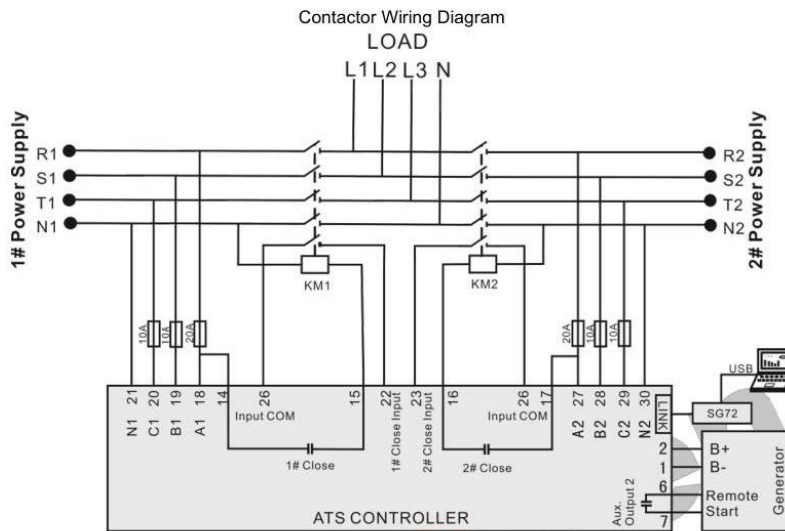 Contactor Wiring Diagram
LOAD
L1 L2 L3 N
1# Power Supply
R1
S1
T1
N1
R2
S2
T2
N2
2# Power Supply
KM1
KM2
10A
10A
20A
20A
10A
10A
21
20
19
18
14
26
15
22
23
16
26
17
27
28
29
30
N1
C1
B1
A1
Input COM
1# Close Input
2# Close Input
Input COM
A2
B2
C2
N2
1# Close
2# Close
LINK
USB
SG72
2
1
6
7
B+
B-
Remote
Start
Generator
Aux.
Output 2
ATS CONTROLLER